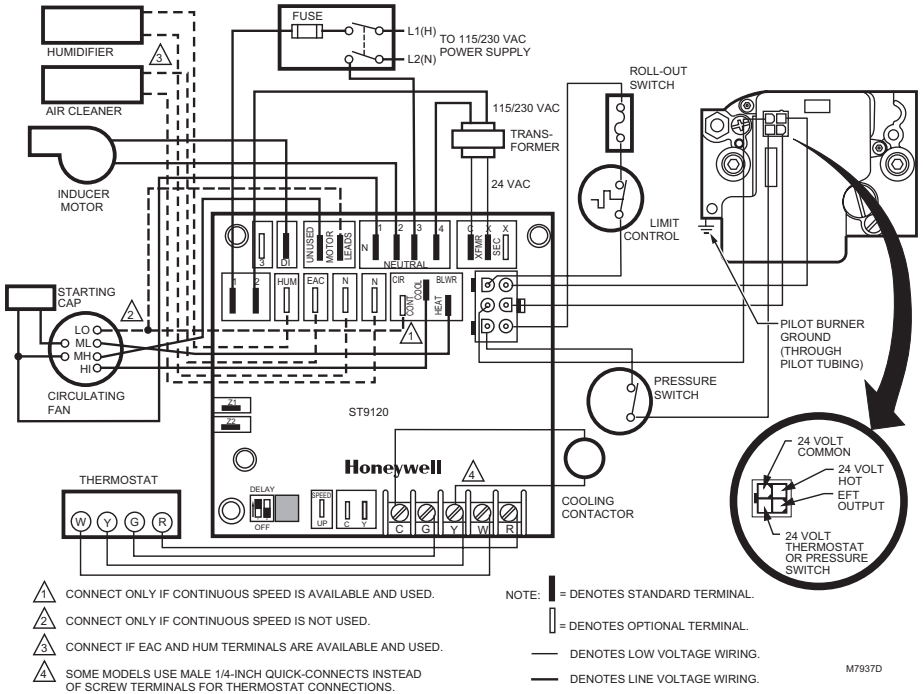 FUSE
L1(H)
TO 115/230 VAC
POWER SUPPLY
L2(N)
HUMIDIFIER
3
AIR CLEANER
INDUCER
MOTOR
115/230 VAC
TRANS-
FORMER
24 VAC
ROLL-OUT
SWITCH
LIMIT
CONTROL
3
DI
UNUSED
MOTOR
LEADS
N
1
2
3
4
NEUTRAL
C
X
X
XFMR
SEC
1
2
HUM
EAC
N
N
CIR
CONT
COOL
BLWR
HEAT
STARTING
CAP
2
1
LO
ML
MH
HI
CIRCULATING
FAN
PILOT BURNER
GROUND
(THROUGH
PILOT TUBING)
PRESSURE
SWITCH
Z1
Z2
ST9120
Honeywell
4
COOLING
CONTACTOR
24 VOLT
COMMON
24 VOLT
HOT
EFT
OUTPUT
24 VOLT
THERMOSTAT
OR PRESSURE
SWITCH
THERMOSTAT
W Y G R
DELAY
OFF
SPEED
UP
C Y
C G Y W R
1 CONNECT ONLY IF CONTINUOUS SPEED IS AVAILABLE AND USED.
2 CONNECT ONLY IF CONTINUOUS SPEED IS NOT USED.
3 CONNECT IF EAC AND HUM TERMINALS ARE AVAILABLE AND USED.
4 SOME MODELS USE MALE 1/4-INCH QUICK-CONNECTS INSTEAD
OF SCREW TERMINALS FOR THERMOSTAT CONNECTIONS.
NOTE: = DENOTES STANDARD TERMINAL.
= DENOTES OPTIONAL TERMINAL.
DENOTES LOW VOLTAGE WIRING.
DENOTES LINE VOLTAGE WIRING.
M7937D